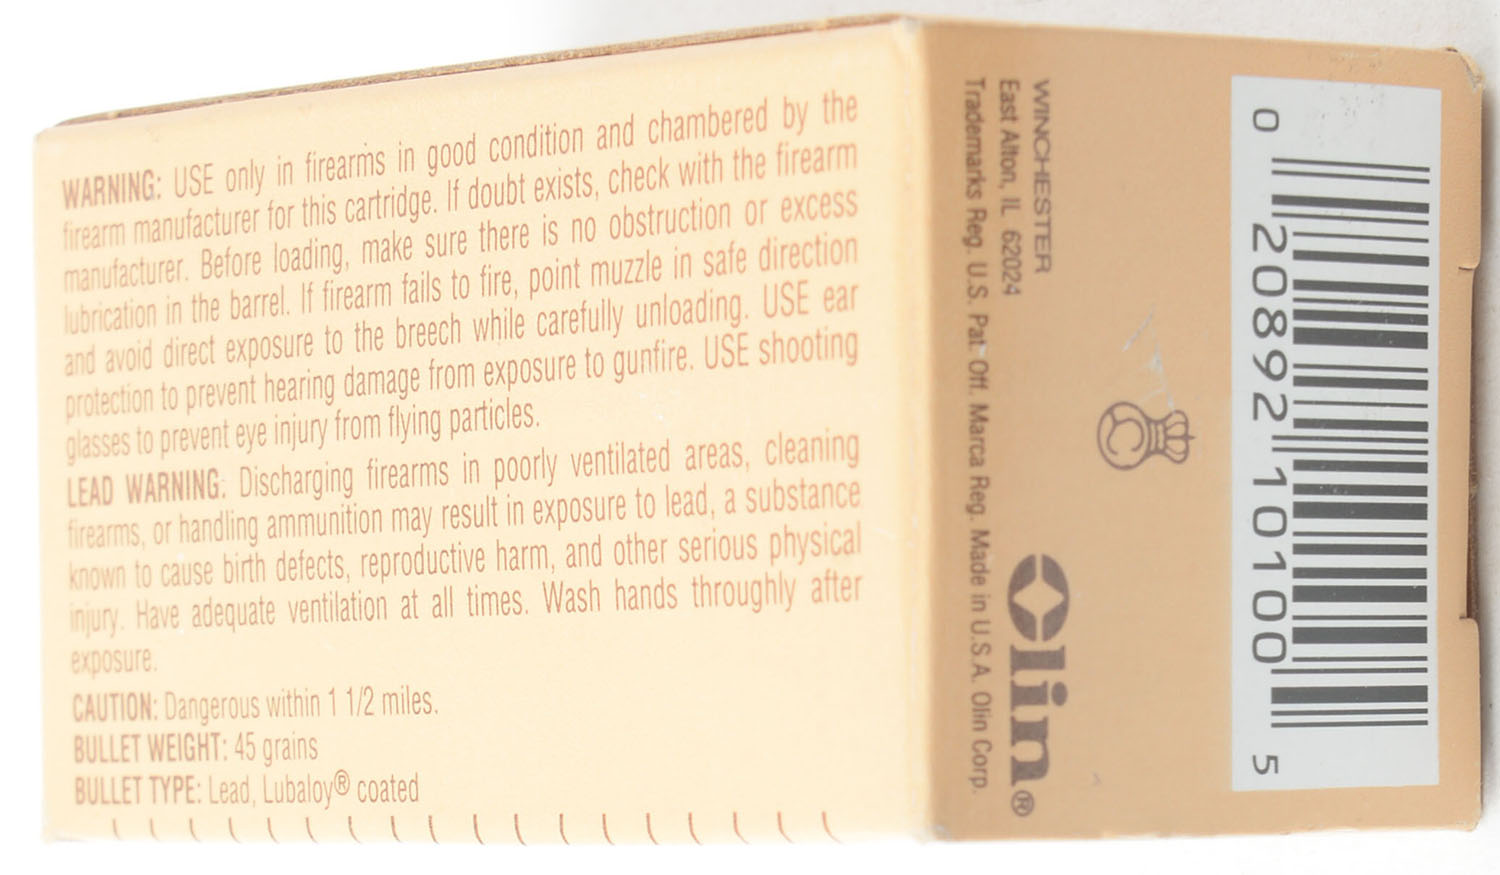 WARNING: USE only in firearms in good condition and chambered by the
firearm manufacturer for this cartridge. If doubt exists, check with the firearm
manufacturer. Before loading, make sure there is no obstruction or excess
lubrication in the barrel. If firearm fails to fire, point muzzle in safe direction
and avoid direct exposure to the breech while carefully unloading. USE ear
protection to prevent hearing damage from exposure to gunfire. USE shooting
glasses to prevent eye injury from flying particles.
LEAD WARNING: Discharging firearms in poorly ventilated areas, cleaning
firearms, or handling ammunition may result in exposure to lead, a substance
known to cause birth defects, reproductive harm, and other serious physical
injury. Have adequate ventilation at all times. Wash hands throughly after
exposure.
CAUTION: Dangerous within 1 1/2 miles.
BULLET WEIGHT: 45 grains
BULLET TYPE: Lead, Lubaloy® coated
WINCHESTER
East Alton, IL 62024
Trademarks Reg. U.S. Pat. Off. Marca Reg. Made in U.S.A. Olin Corp.
Olin®
0 20892 10100 5